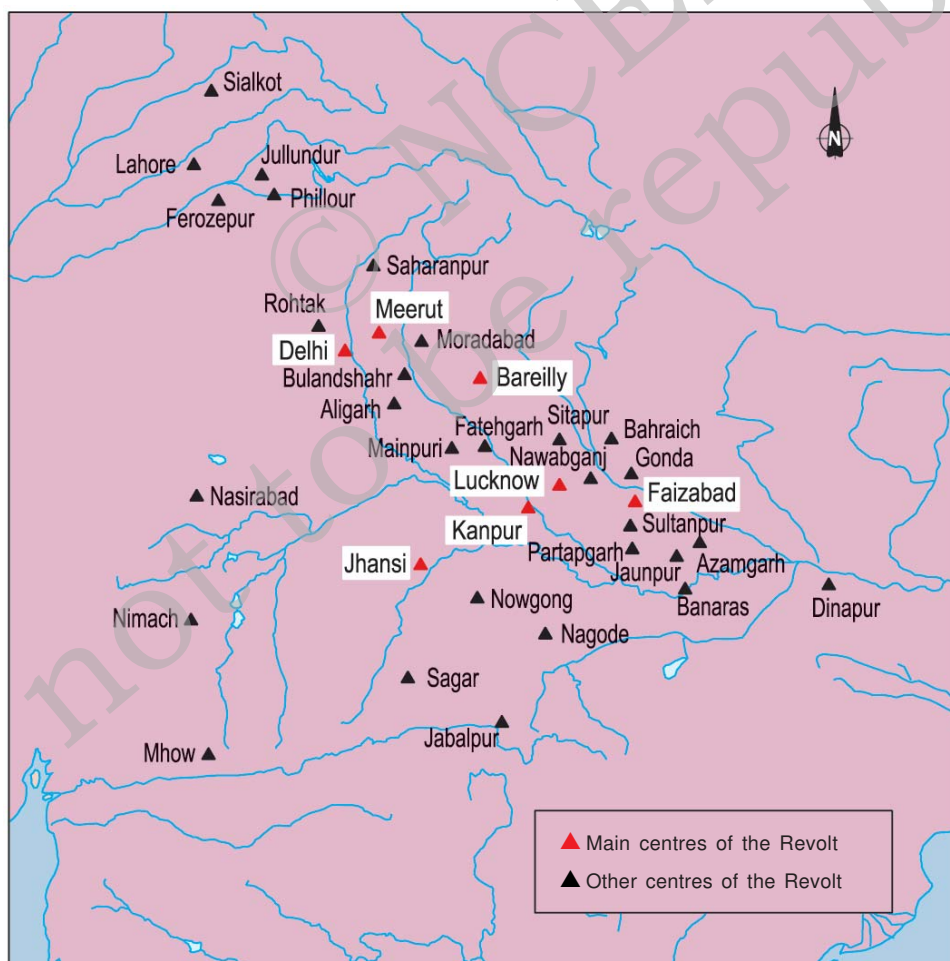 © NCE
not to be repub
Sialkot
N
Lahore
Jullundur
Phillour
Ferozepur
Saharanpur
Rohtak
Meerut
Delhi
Moradabad
Bulandshahr
Bareilly
Aligarh
Fatehgarh
Sitapur
Mainpuri
Bahraich
Nawabganj
Gonda
Lucknow
Faizabad
Nasirabad
Kanpur
Sultanpur
Jhansi
Partapgarh
Jaunpur
Azamgarh
Nowgong
Banaras
Dinapur
Nimach
Nagode
Sagar
Jabalpur
Mhow
Main centres of the Revolt
Other centres of the Revolt